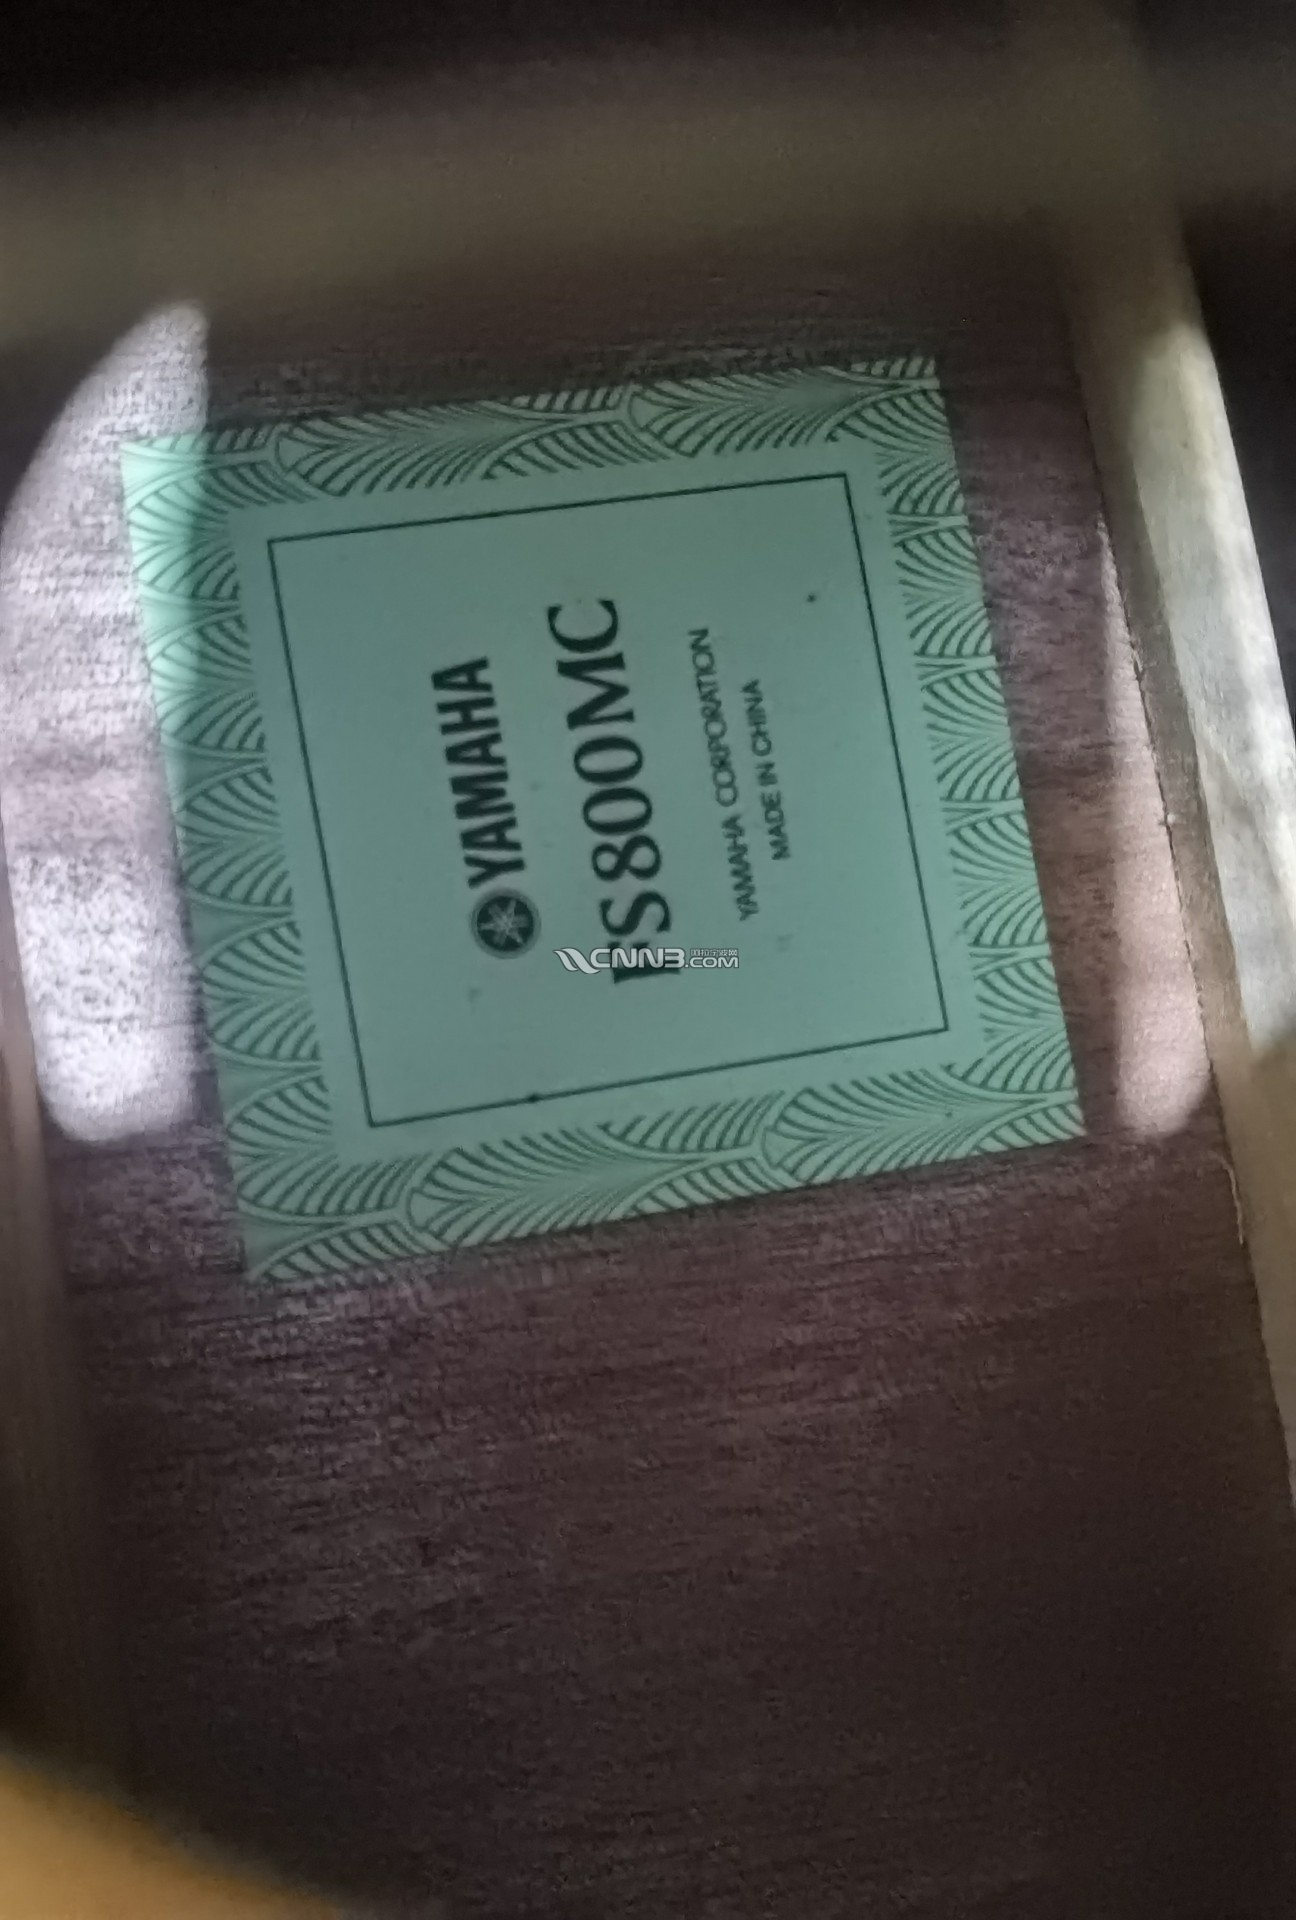 YAMAHA
FS800MC
YAMAHA CORPORATION
MADE IN CHINA
CNNB.COM